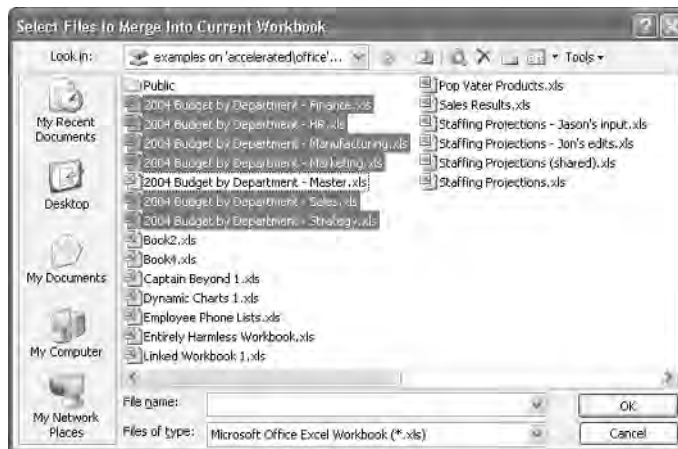 Select Files to Merge Into Current Workbook
Look in:
examples on 'accelerated\office'...
Tools
My Recent
Documents
Desktop
My Documents
My Computer
My Network
Places
Public
2004 Budget by Department - Finance.xls
2004 Budget by Department - HR.xls
2004 Budget by Department - Manufacturing.xls
2004 Budget by Department - Marketing.xls
2004 Budget by Department - Master.xls
2004 Budget by Department - Sales.xls
2004 Budget by Department - Strategy.xls
Book2.xls
Book4.xls
Captain Beyond 1.xls
Dynamic Charts 1.xls
Employee Phone Lists.xls
Entirely Harmless Workbook.xls
Linked Workbook 1.xls
Pop Vater Products.xls
Sales Results.xls
Staffing Projections - Jason's input.xls
Staffing Projections - Jon's edits.xls
Staffing Projections (shared).xls
Staffing Projections.xls
File name:
OK
Files of type:
Microsoft Office Excel Workbook (*.xls)
Cancel